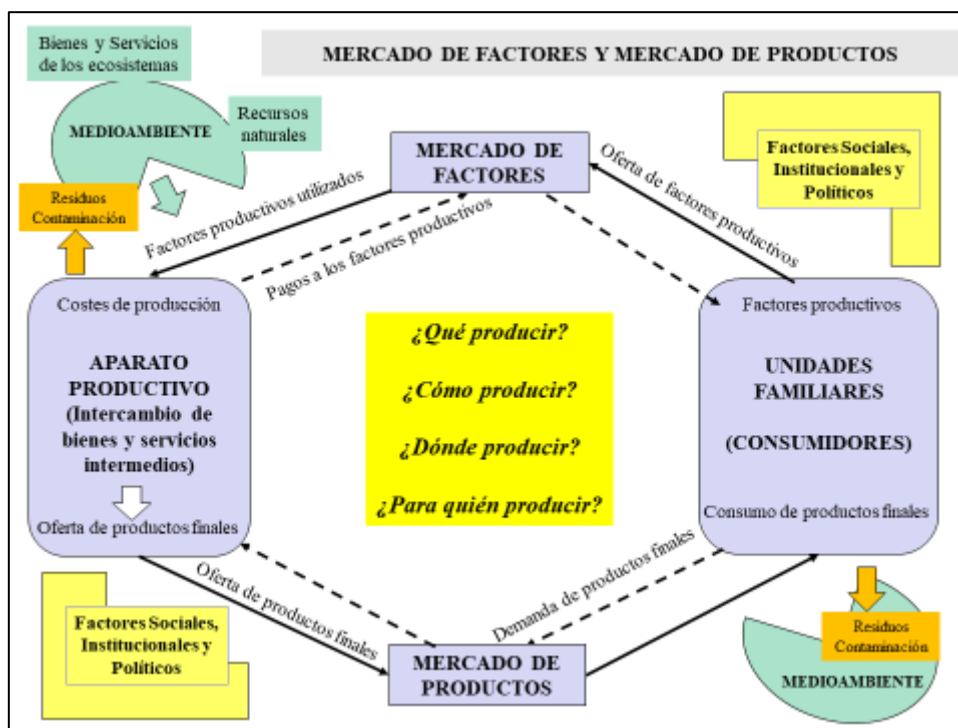 Bienes y Servicios
de los ecosistemas
MERCADO DE FACTORES Y MERCADO DE PRODUCTOS
MEDIOAMBIENTE
Recursos
naturales
Residuos
Contaminación
MERCADO DE
FACTORES
Factores Sociales,
Institucionales y
Políticos
Factores productivos utilizados
Pagos a los factores productivos
Oferta de factores productivos
Costes de producción
APARATO
PRODUCTIVO
(Intercambio de
bienes y servicios
intermedios)
Oferta de productos finales
¿Qué producir?
¿Cómo producir?
¿Dónde producir?
¿Para quién producir?
Factores productivos
UNIDADES
FAMILIARES
(CONSUMIDORES)
Consumo de productos finales
Oferta de productos finales
Demanda de productos finales
Factores Sociales,
Institucionales y
Políticos
MERCADO DE
PRODUCTOS
Residuos
Contaminación
MEDIOAMBIENTE